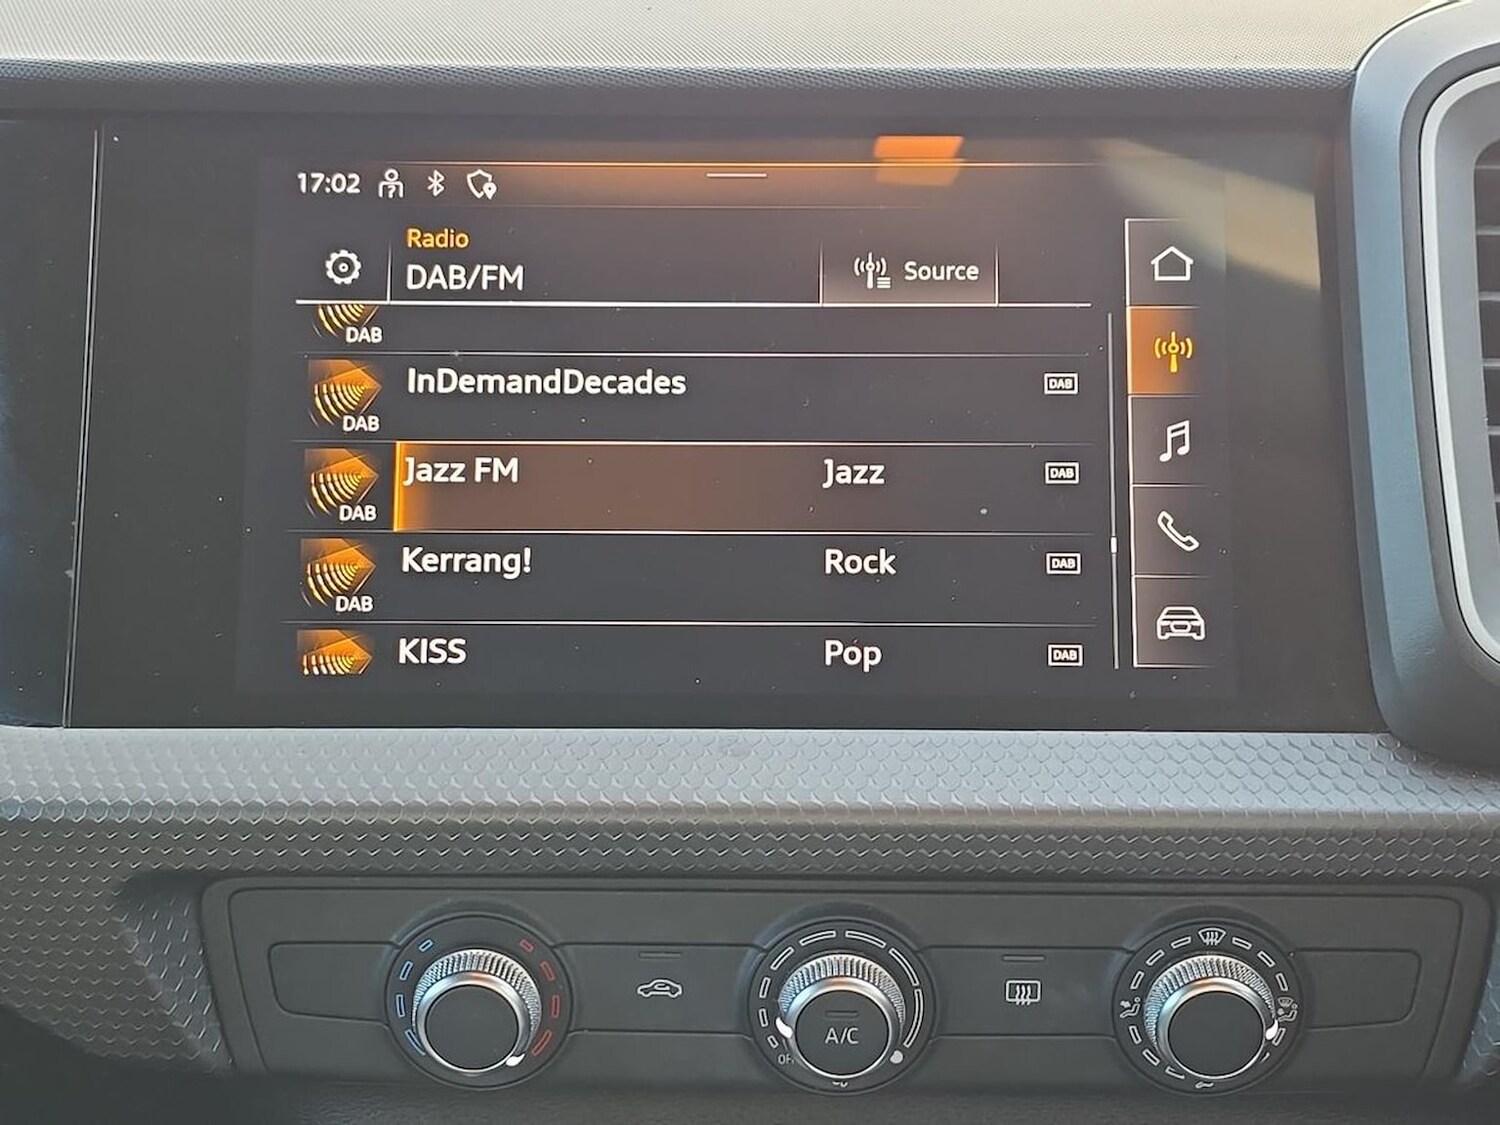 17:02
Radio
DAB/FM
Source
DAB
InDemandDecades
DAB
DAB
Jazz FM
Jazz
DAB
DAB
Kerrang!
Rock
DAB
DAB
KISS
Pop
DAB
A/C
OFF